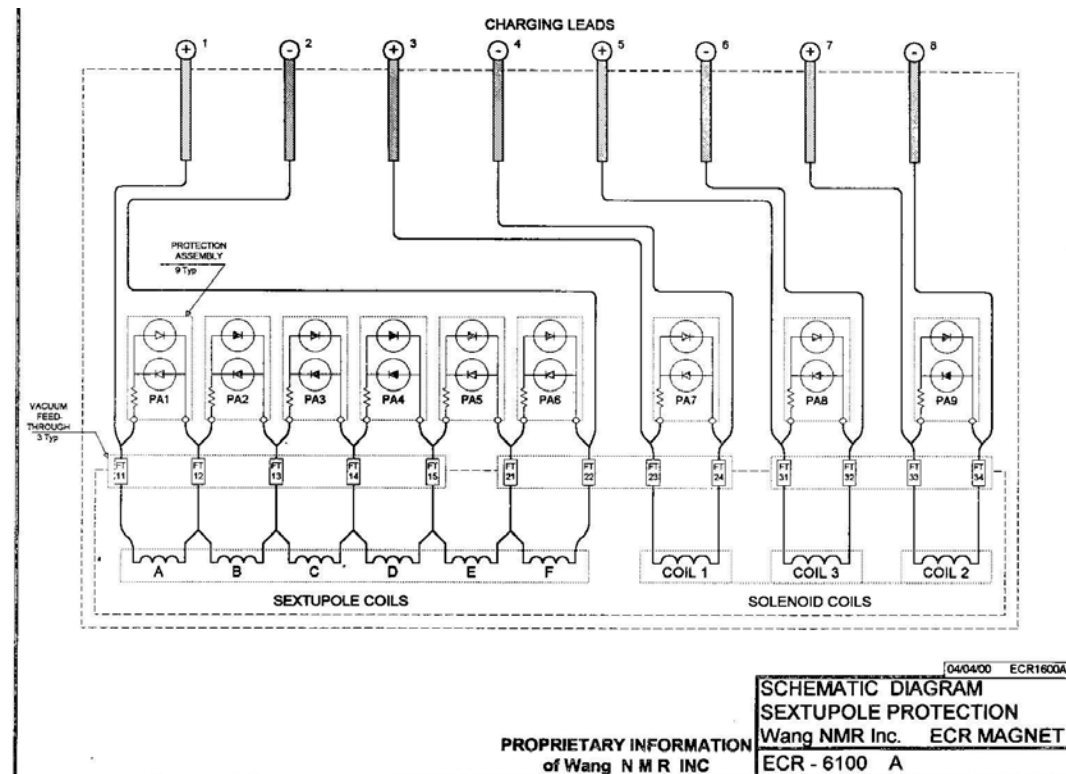 CHARGING LEADS
+ 1
- 2
+ 3
- 4
+ 5
- 6
+ 7
- 8
PROTECTION
ASSEMBLY
9 Typ
PA1 PA2 PA3 PA4 PA5 PA6 PA7 PA8 PA9
VACUUM
FEED-
THROUGH
3 Typ
FT FT FT FT FT FT FT FT FT FT FT FT FT
11 12 13 14 15 21 22 23 24 31 32 33 34
A B C D E F COIL 1 COIL 3 COIL 2
SEXTUPOLE COILS SOLENOID COILS
04/04/00 ECR1600A
SCHEMATIC DIAGRAM
SEXTUPOLE PROTECTION
Wang NMR Inc. ECR MAGNET
ECR - 6100 A
PROPRIETARY INFORMATION
of Wang N M R INC